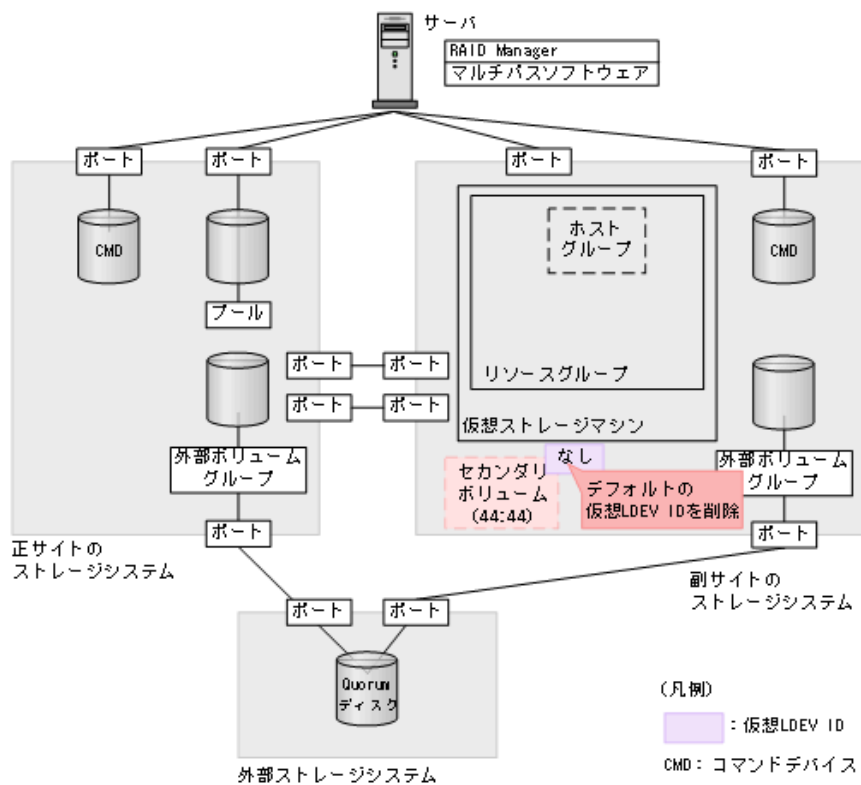 サーバ
RAID Manager
マルチパスソフトウェア
ポート
ポート
ポート
ポート
CMD
ホスト
グループ
CMD
プール
ポート
ポート
リソースグループ
ポート
ポート
仮想ストレージマシン
外部ボリューム
グループ
なし
セカンダリ
ボリューム
(44:44)
デフォルトの
仮想LDEV IDを削除
外部ボリューム
グループ
ポート
ポート
正サイトの
ストレージシステム
副サイトの
ストレージシステム
ポート
ポート
Quorum
ディスク
外部ストレージシステム
(凡例)
：仮想LDEV ID
CMD：コマンドデバイス